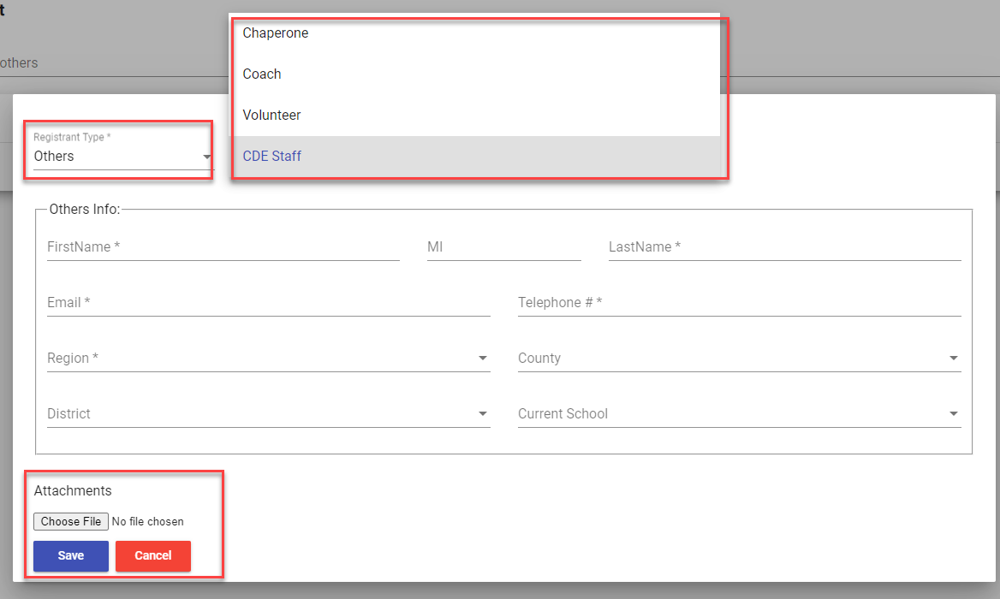 t
others
Chaperone
Coach
Volunteer
CDE Staff
Registrant Type *
Others
Others Info:
FirstName * MI LastName *
Email * Telephone # *
Region * County
District Current School
Attachments
Choose File No file chosen
Save Cancel